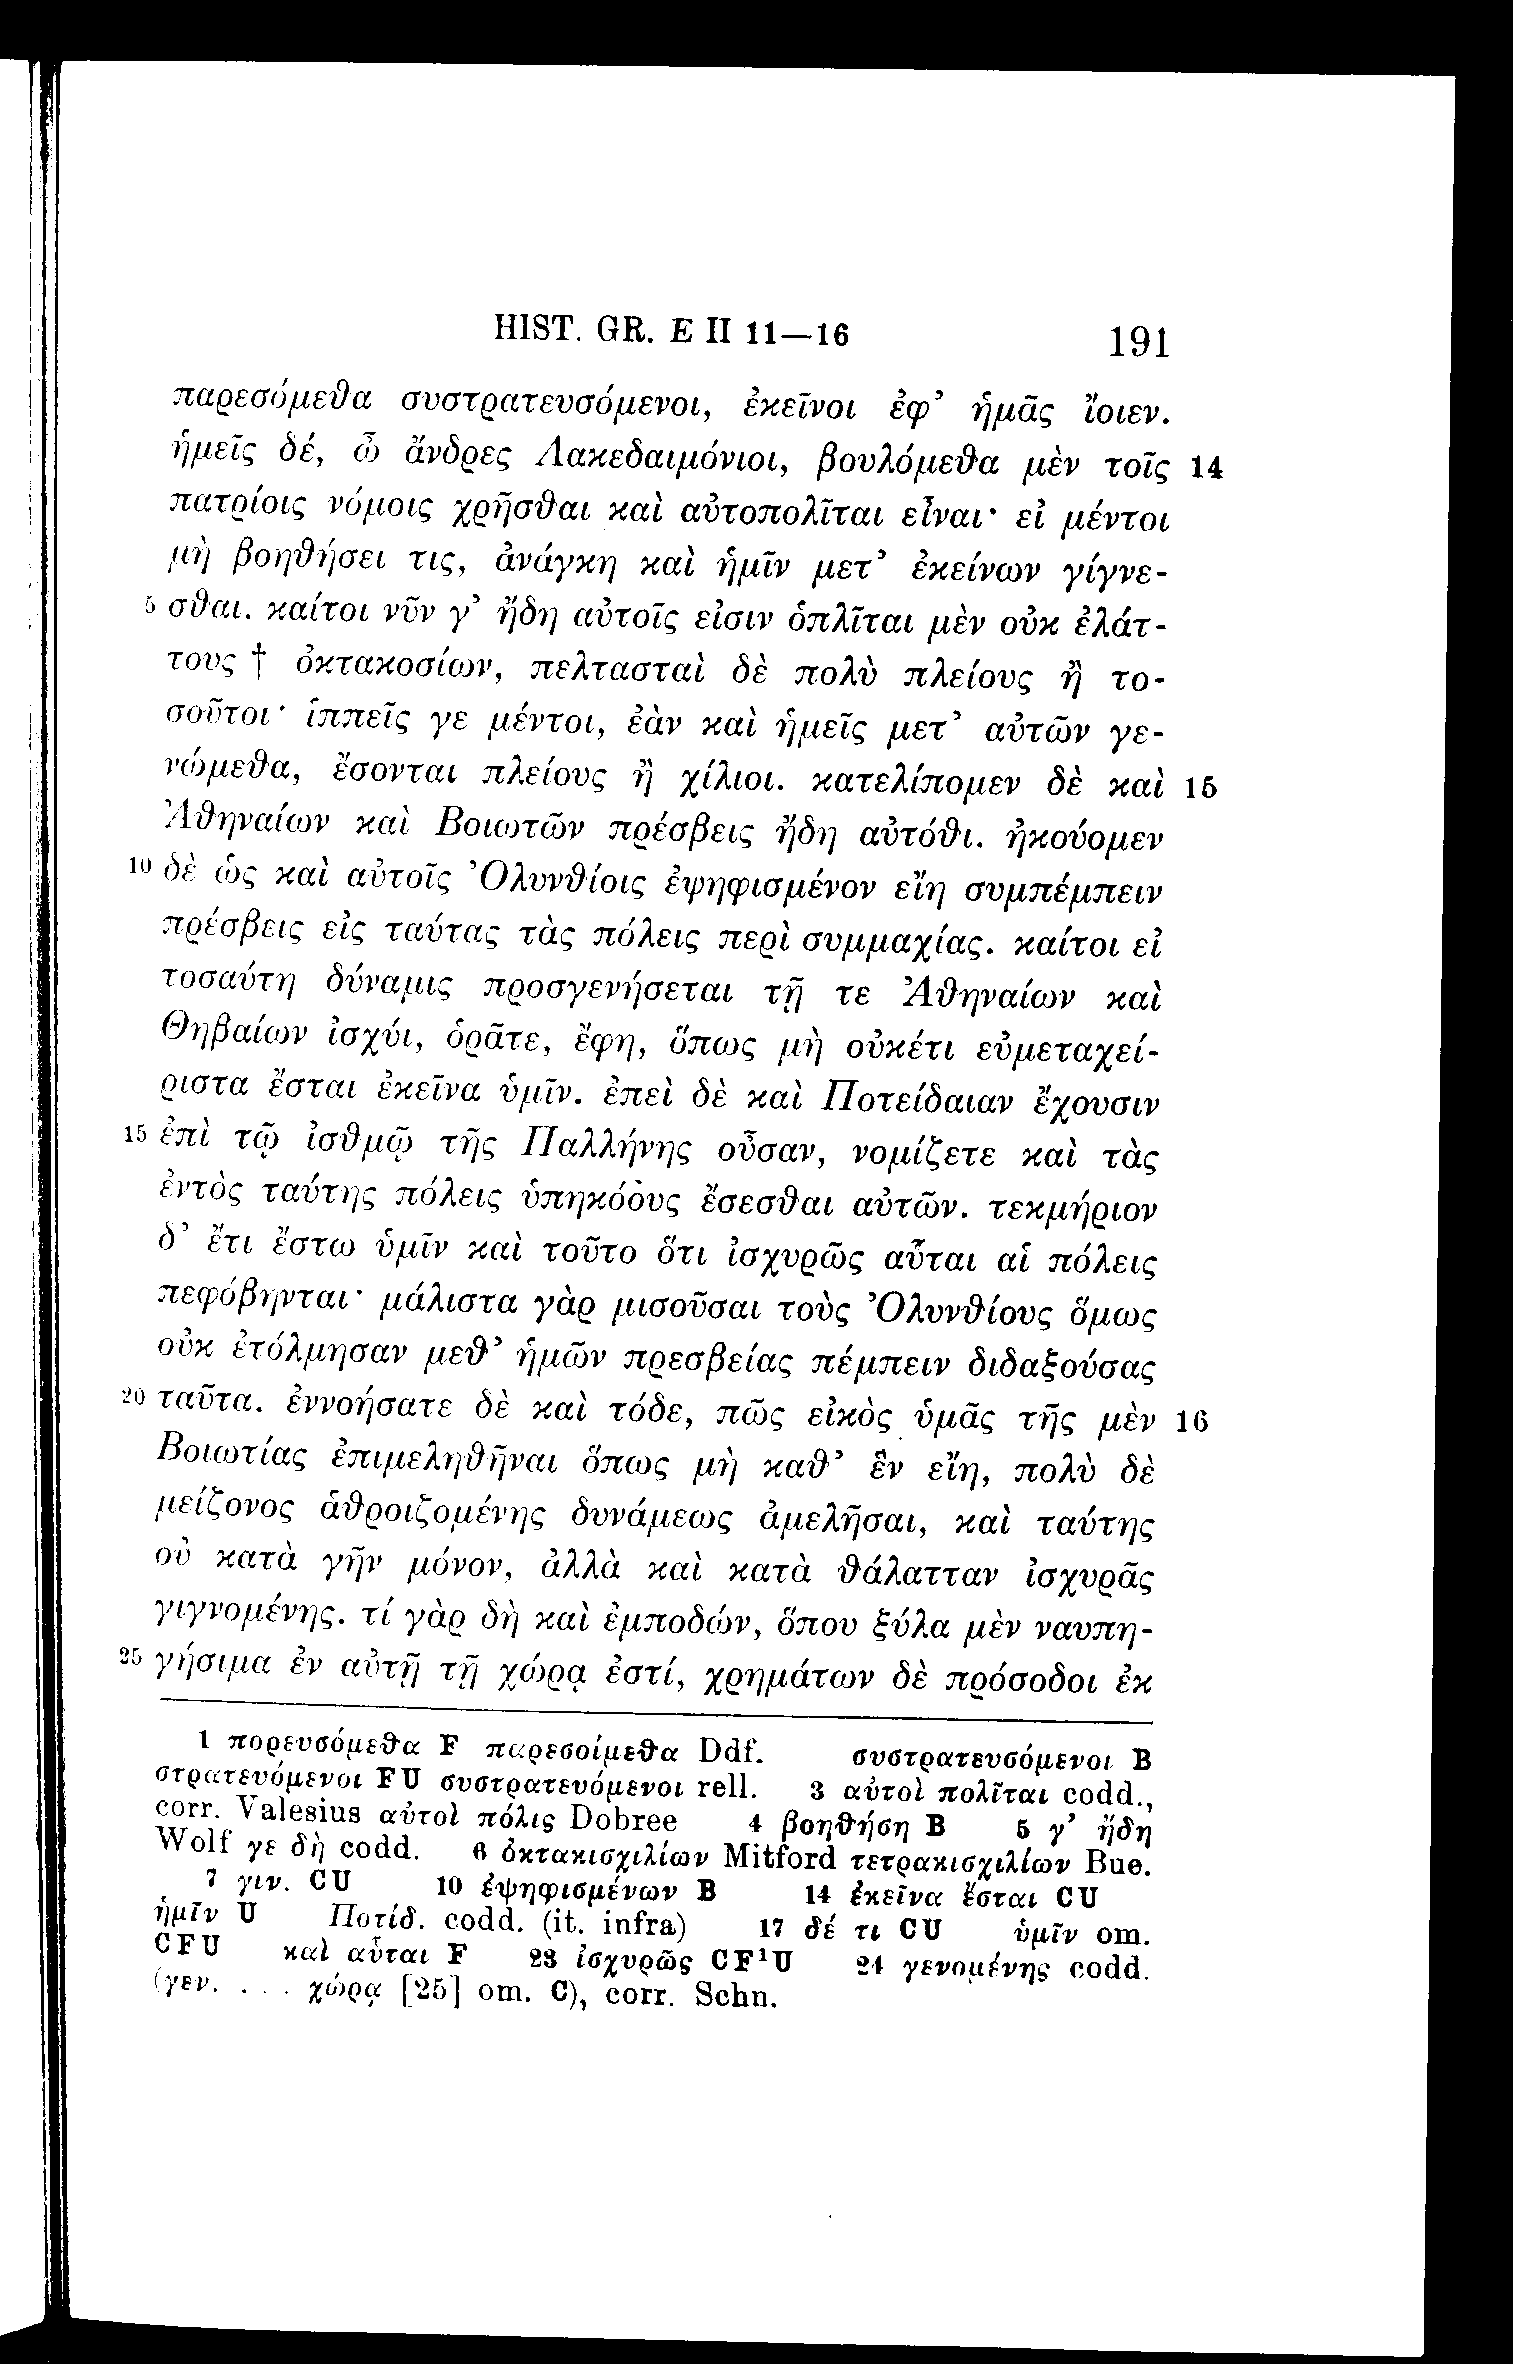 HIST. GR. E II 11—16 191
παρεσόμεθα συστρατευσόμενοι, ἐκεῖνοι ἐφ' ἡμᾶς ἴοιεν.
ἡμεῖς δέ, ὦ ἄνδρες Λακεδαιμόνιοι, βουλόμεθα μὲν τοῖς 14
πατρίοις νόμοις χρῆσθαι καὶ αὐτοπολῖται εἶναι· εἰ μέντοι
μὴ βοηθήσει τις, ἀνάγκη καὶ ἡμῖν μετ' ἐκείνων γίγνε-
5 σθαι. καίτοι νῦν γ' ἤδη αὐτοῖς εἰσιν ὁπλῖται μὲν οὐκ ἐλάτ-
τους † ὀκτακοσίων, πελτασταὶ δὲ πολὺ πλείους ἢ το-
σοῦτοι· ἱππεῖς γε μέντοι, ἐὰν καὶ ἡμεῖς μετ' αὐτῶν γε-
νώμεθα, ἔσονται πλείους ἢ χίλιοι. κατελίπομεν δὲ καὶ 15
Ἀθηναίων καὶ Βοιωτῶν πρέσβεις ἤδη αὐτόθι. ἠκούομεν
10 δὲ ὡς καὶ αὐτοῖς Ὀλυνθίοις ἐψηφισμένον εἴη συμπέμπειν
πρέσβεις εἰς ταύτας τὰς πόλεις περὶ συμμαχίας. καίτοι εἰ
τοσαύτη δύναμις προσγενήσεται τῇ τε Ἀθηναίων καὶ
Θηβαίων ἰσχύι, ὁρᾶτε, ἔφη, ὅπως μὴ οὐκέτι εὐμεταχεί-
ριστα ἔσται ἐκεῖνα ὑμῖν. ἐπεὶ δὲ καὶ Ποτείδαιαν ἔχουσιν
15 ἐπὶ τῷ ἰσθμῷ τῆς Παλλήνης οὖσαν, νομίζετε καὶ τὰς
ἐντὸς ταύτης πόλεις ὑπηκόους ἔσεσθαι αὐτῶν. τεκμήριον
δ' ἔτι ἔστω ὑμῖν καὶ τοῦτο ὅτι ἰσχυρῶς αὗται αἱ πόλεις
πεφόβηνται· μάλιστα γὰρ μισοῦσαι τοὺς Ὀλυνθίους ὅμως
οὐκ ἐτόλμησαν μεθ' ἡμῶν πρεσβείας πέμπειν διδαξούσας
20 ταῦτα. ἐννοήσατε δὲ καὶ τόδε, πῶς εἰκὸς ὑμᾶς τῆς μὲν 16
Βοιωτίας ἐπιμεληθῆναι ὅπως μὴ καθ' ἓν εἴη, πολὺ δὲ
μείζονος ἁθροιζομένης δυνάμεως ἀμελῆσαι, καὶ ταύτης
οὐ κατὰ γῆν μόνον, ἀλλὰ καὶ κατὰ θάλατταν ἰσχυρᾶς
γιγνομένης. τί γὰρ δὴ καὶ ἐμποδών, ὅπου ξύλα μὲν ναυπη-
25 γήσιμα ἐν αὐτῇ τῇ χώρᾳ ἐστί, χρημάτων δὲ πρόσοδοι ἐκ
1 πορευσόμεθα F παρεσοίμεθα Ddf. συστρατευσόμενοι B
στρατευόμενοι FU συστρατευόμενοι rell. 3 αὐτοὶ πολῖται codd.,
corr. Valesius αὐτοὶ πόλις Dobree 4 βοηθήσῃ B 5 γ' ἤδη
Wolf γε δὴ codd. 6 ὀκτακισχιλίων Mitford τετρακισχιλίων Bue.
7 γιν. CU 10 ἐψηφισμένων B 14 ἐκεῖνα ἔσται CU
ἡμῖν U Ποτίδ. codd. (it. infra) 17 δέ τι CU ὑμῖν om.
CFU καὶ αὗται F 23 ἰσχυρῶς CF¹U 24 γενομένης codd.
(γεν. . . . χώρᾳ [25] om. C), corr. Schn.